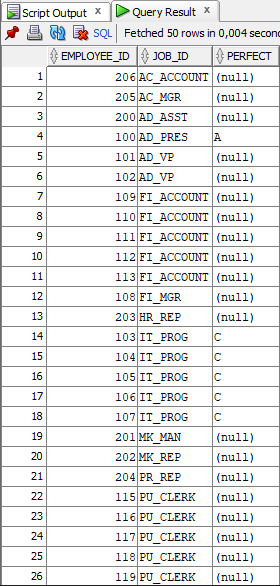 Script Output × Query Result ×
SQL Fetched 50 rows in 0,004 second
EMPLOYEE_ID JOB_ID PERFECT
1 206 AC_ACCOUNT (null)
2 205 AC_MGR (null)
3 200 AD_ASST (null)
4 100 AD_PRES A
5 101 AD_VP (null)
6 102 AD_VP (null)
7 109 FI_ACCOUNT (null)
8 110 FI_ACCOUNT (null)
9 111 FI_ACCOUNT (null)
10 112 FI_ACCOUNT (null)
11 113 FI_ACCOUNT (null)
12 108 FI_MGR (null)
13 203 HR_REP (null)
14 103 IT_PROG C
15 104 IT_PROG C
16 105 IT_PROG C
17 106 IT_PROG C
18 107 IT_PROG C
19 201 MK_MAN (null)
20 202 MK_REP (null)
21 204 PR_REP (null)
22 115 PU_CLERK (null)
23 116 PU_CLERK (null)
24 117 PU_CLERK (null)
25 118 PU_CLERK (null)
26 119 PU_CLERK (null)